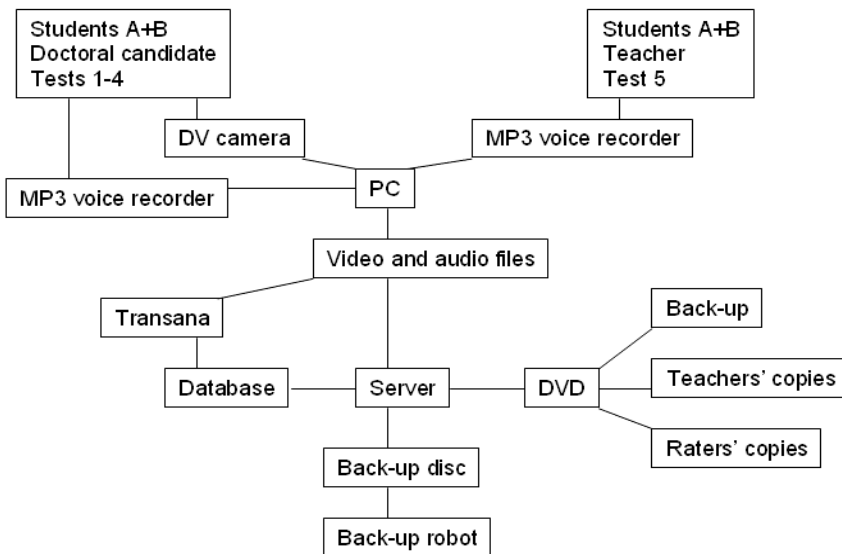 Students A+B
Doctoral candidate
Tests 1-4
Students A+B
Teacher
Test 5
DV camera
MP3 voice recorder
MP3 voice recorder
PC
Video and audio files
Transana
Back-up
Database
Server
DVD
Teachers' copies
Raters' copies
Back-up disc
Back-up robot